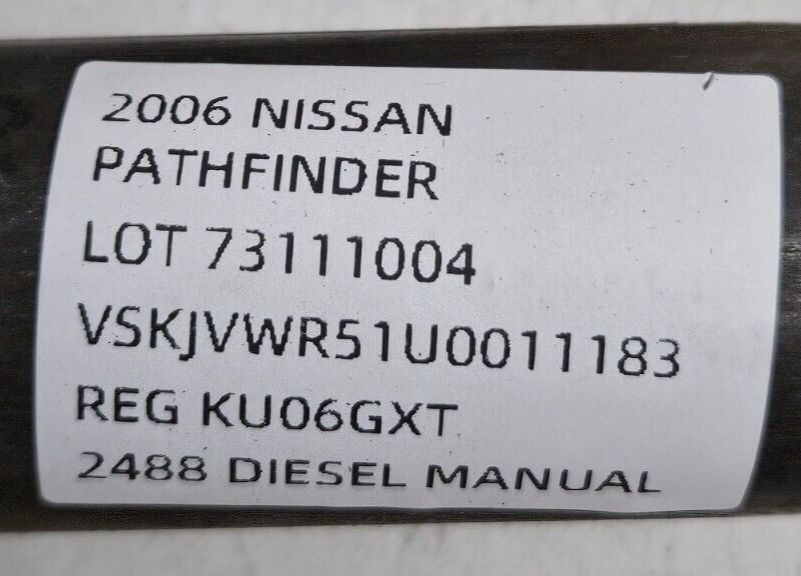 2006 NISSAN
PATHFINDER
LOT 73111004
VSKJVWR51U0011183
REG KU06GXT
2488 DIESEL MANUAL